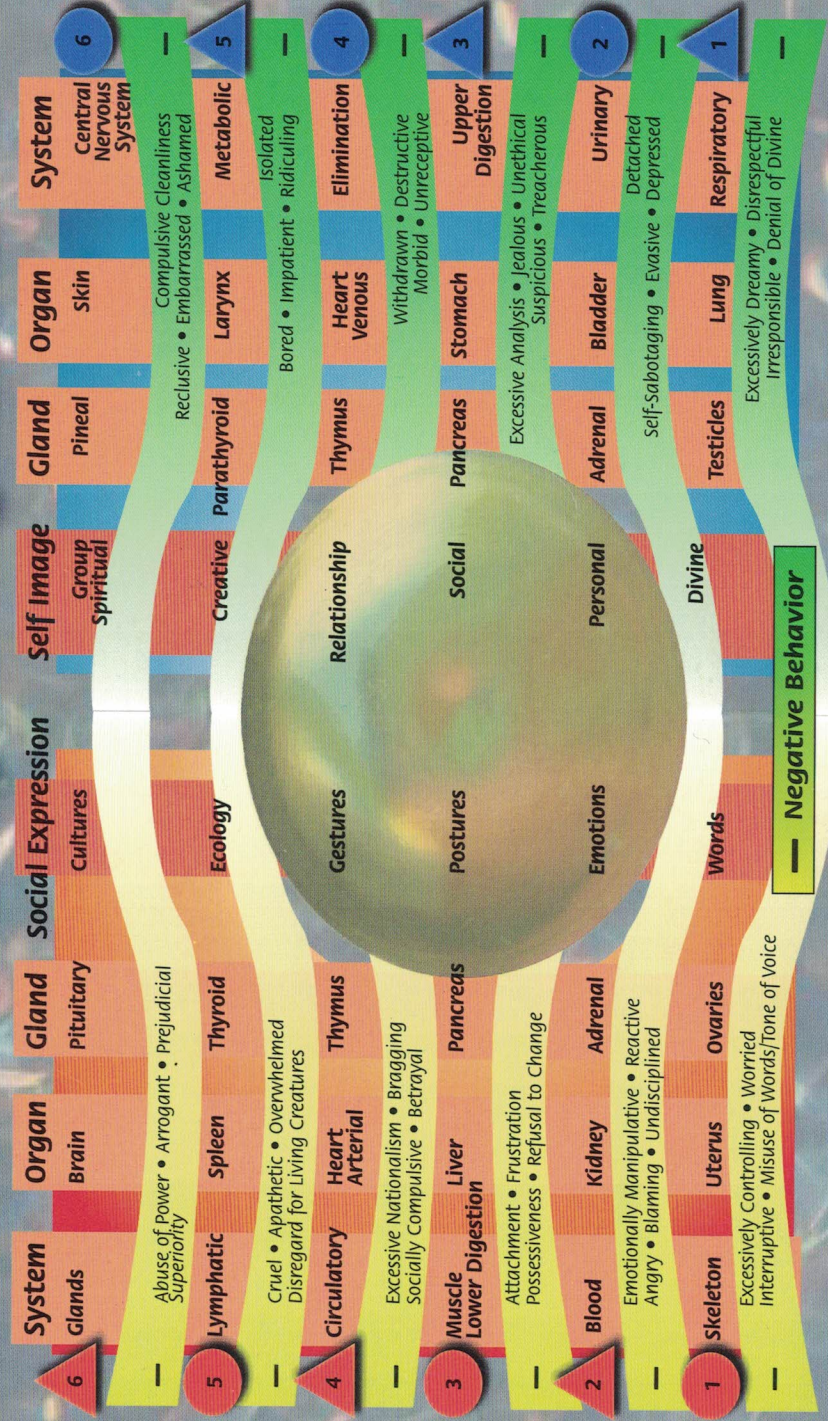 System Organ Gland Social Expression Self Image Gland Organ System
6 Glands Brain Pituitary Cultures Group Pineal Skin Central 6
Spiritual Nervous
System
— Abuse of Power • Arrogant • Prejudicial Compulsive Cleanliness —
Superiority Reclusive • Embarrassed • Ashamed
5 Lymphatic Spleen Thyroid Ecology Creative Parathyroid Larynx Metabolic 5
— Cruel • Apathetic • Overwhelmed Isolated —
Disregard for Living Creatures Bored • Impatient • Ridiculing
4 Circulatory Heart Thymus Gestures Relationship Thymus Heart Elimination 4
Arterial Venous
— Excessive Nationalism • Bragging Withdrawn • Destructive —
Socially Compulsive • Betrayal Morbid • Unreceptive
3 Muscle Liver Pancreas Postures Social Pancreas Stomach Upper 3
Lower Digestion Digestion
— Attachment • Frustration Excessive Analysis • Jealous • Unethical —
Possessiveness • Refusal to Change Suspicious • Treacherous
2 Blood Kidney Adrenal Emotions Personal Adrenal Bladder Urinary 2
— Emotionally Manipulative • Reactive Detached —
Angry • Blaming • Undisciplined Self-Sabotaging • Evasive • Depressed
1 Skeleton Uterus Ovaries Words Divine Testicles Lung Respiratory 1
— Excessively Controlling • Worried Excessively Dreamy • Disrespectful —
Interruptive • Misuse of Words/Tone of Voice Irresponsible • Denial of Divine
— Negative Behavior